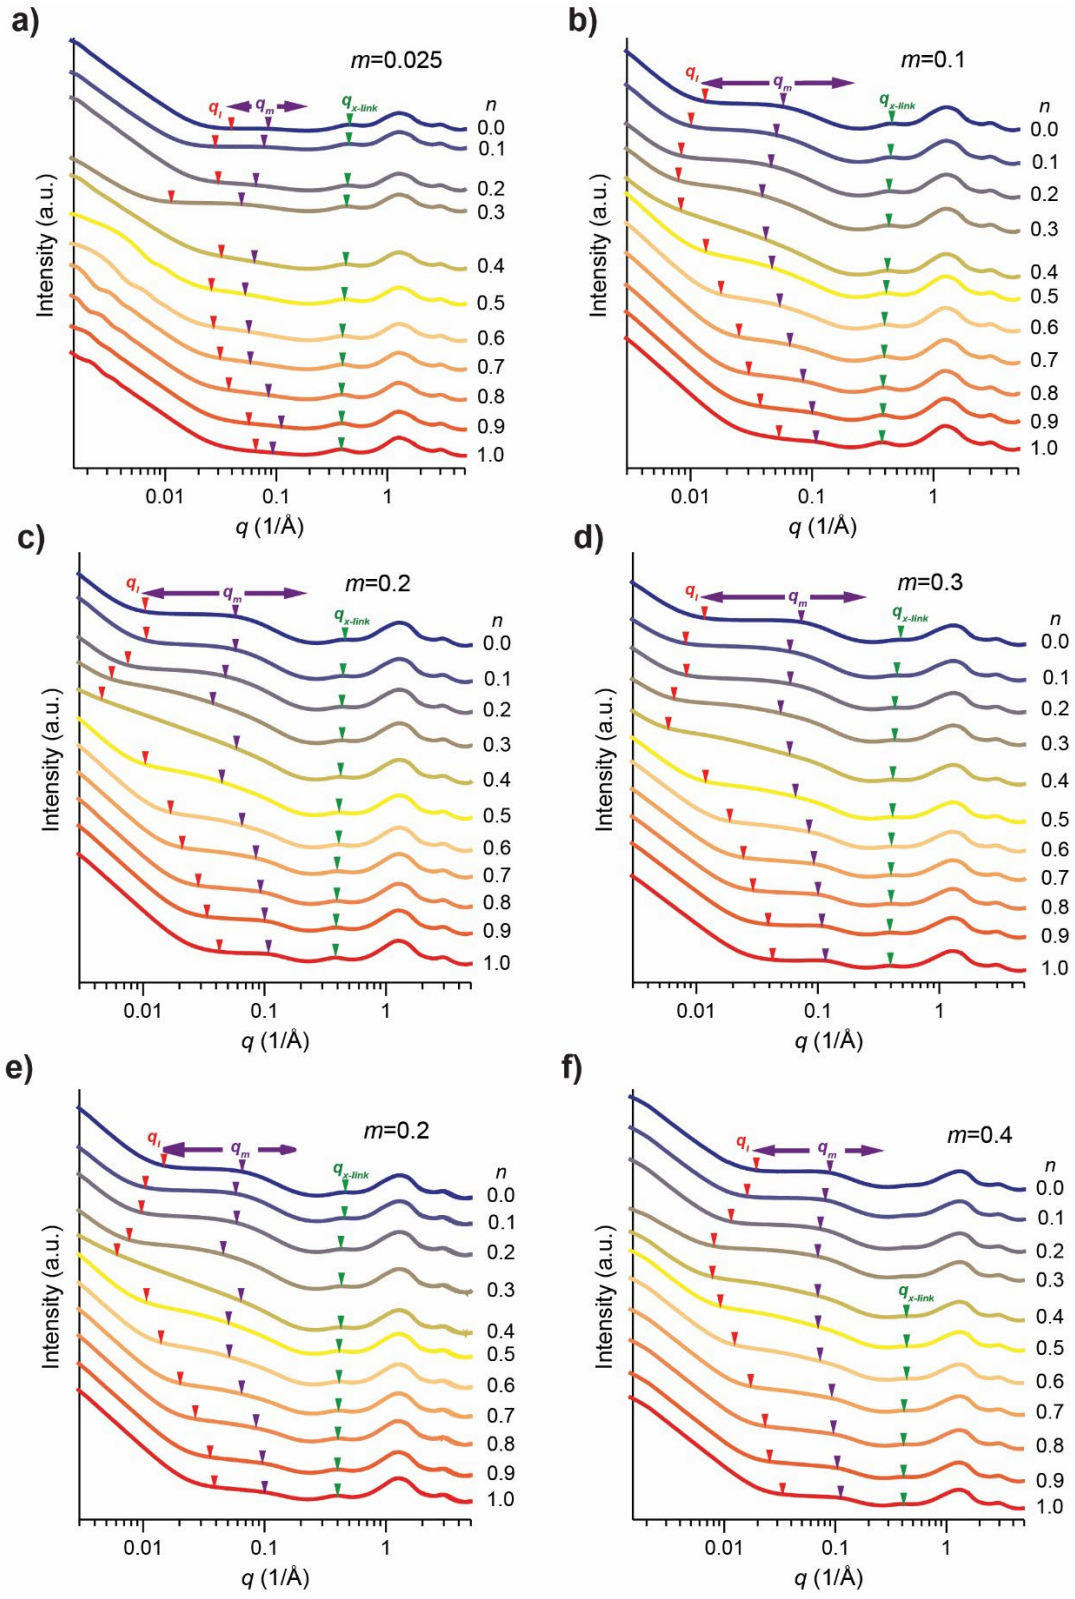 a)
m=0.025
ql
qm
qx-link
n
0.0
0.1
0.2
0.3
0.4
0.5
0.6
0.7
0.8
0.9
1.0
Intensity (a.u.)
0.01
0.1
1
q (1/Å)
b)
m=0.1
ql
qm
qx-link
n
0.0
0.1
0.2
0.3
0.4
0.5
0.6
0.7
0.8
0.9
1.0
Intensity (a.u.)
0.01
0.1
1
q (1/Å)
c)
m=0.2
ql
qm
qx-link
n
0.0
0.1
0.2
0.3
0.4
0.5
0.6
0.7
0.8
0.9
1.0
Intensity (a.u.)
0.01
0.1
1
q (1/Å)
d)
m=0.3
ql
qm
qx-link
n
0.0
0.1
0.2
0.3
0.4
0.5
0.6
0.7
0.8
0.9
1.0
Intensity (a.u.)
0.01
0.1
1
q (1/Å)
e)
m=0.2
ql
qm
qx-link
n
0.0
0.1
0.2
0.3
0.4
0.5
0.6
0.7
0.8
0.9
1.0
Intensity (a.u.)
0.01
0.1
1
q (1/Å)
f)
m=0.4
ql
qm
n
0.0
0.1
0.2
0.3
qx-link
0.4
0.5
0.6
0.7
0.8
0.9
1.0
Intensity (a.u.)
0.01
0.1
1
q (1/Å)